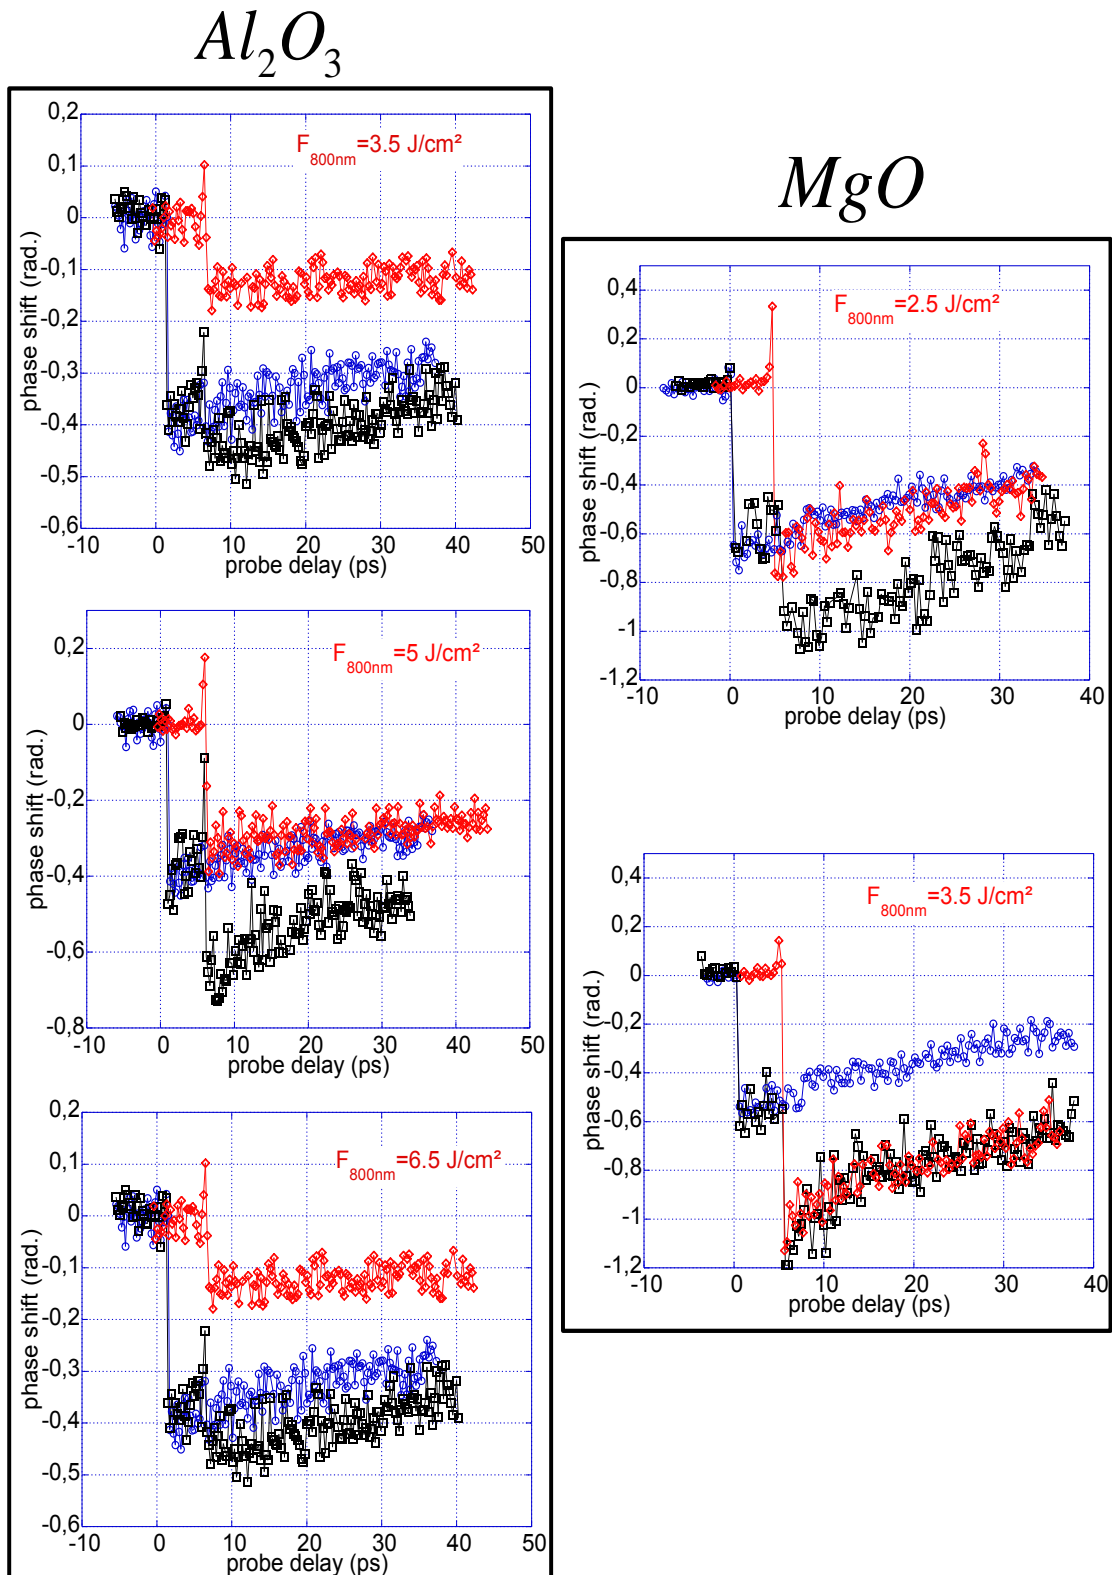 Al2O3
0,2
0,1
0
-0,1
-0,2
-0,3
-0,4
-0,5
-0,6
phase shift (rad.)
F800nm=3.5 J/cm²
-10 0 10 20 30 40 50
probe delay (ps)
0,2
0
-0,2
-0,4
-0,6
-0,8
phase shift (rad.)
F800nm=5 J/cm²
-10 0 10 20 30 40 50
probe delay (ps)
0,2
0,1
0
-0,1
-0,2
-0,3
-0,4
-0,5
-0,6
phase shift (rad.)
F800nm=6.5 J/cm²
-10 0 10 20 30 40 50
probe delay (ps)
MgO
0,4
0,2
0
-0,2
-0,4
-0,6
-0,8
-1
-1,2
phase shift (rad.)
F800nm=2.5 J/cm²
-10 0 10 20 30 40
probe delay (ps)
0,4
0,2
0
-0,2
-0,4
-0,6
-0,8
-1
-1,2
phase shift (rad.)
F800nm=3.5 J/cm²
-10 0 10 20 30 40
probe delay (ps)